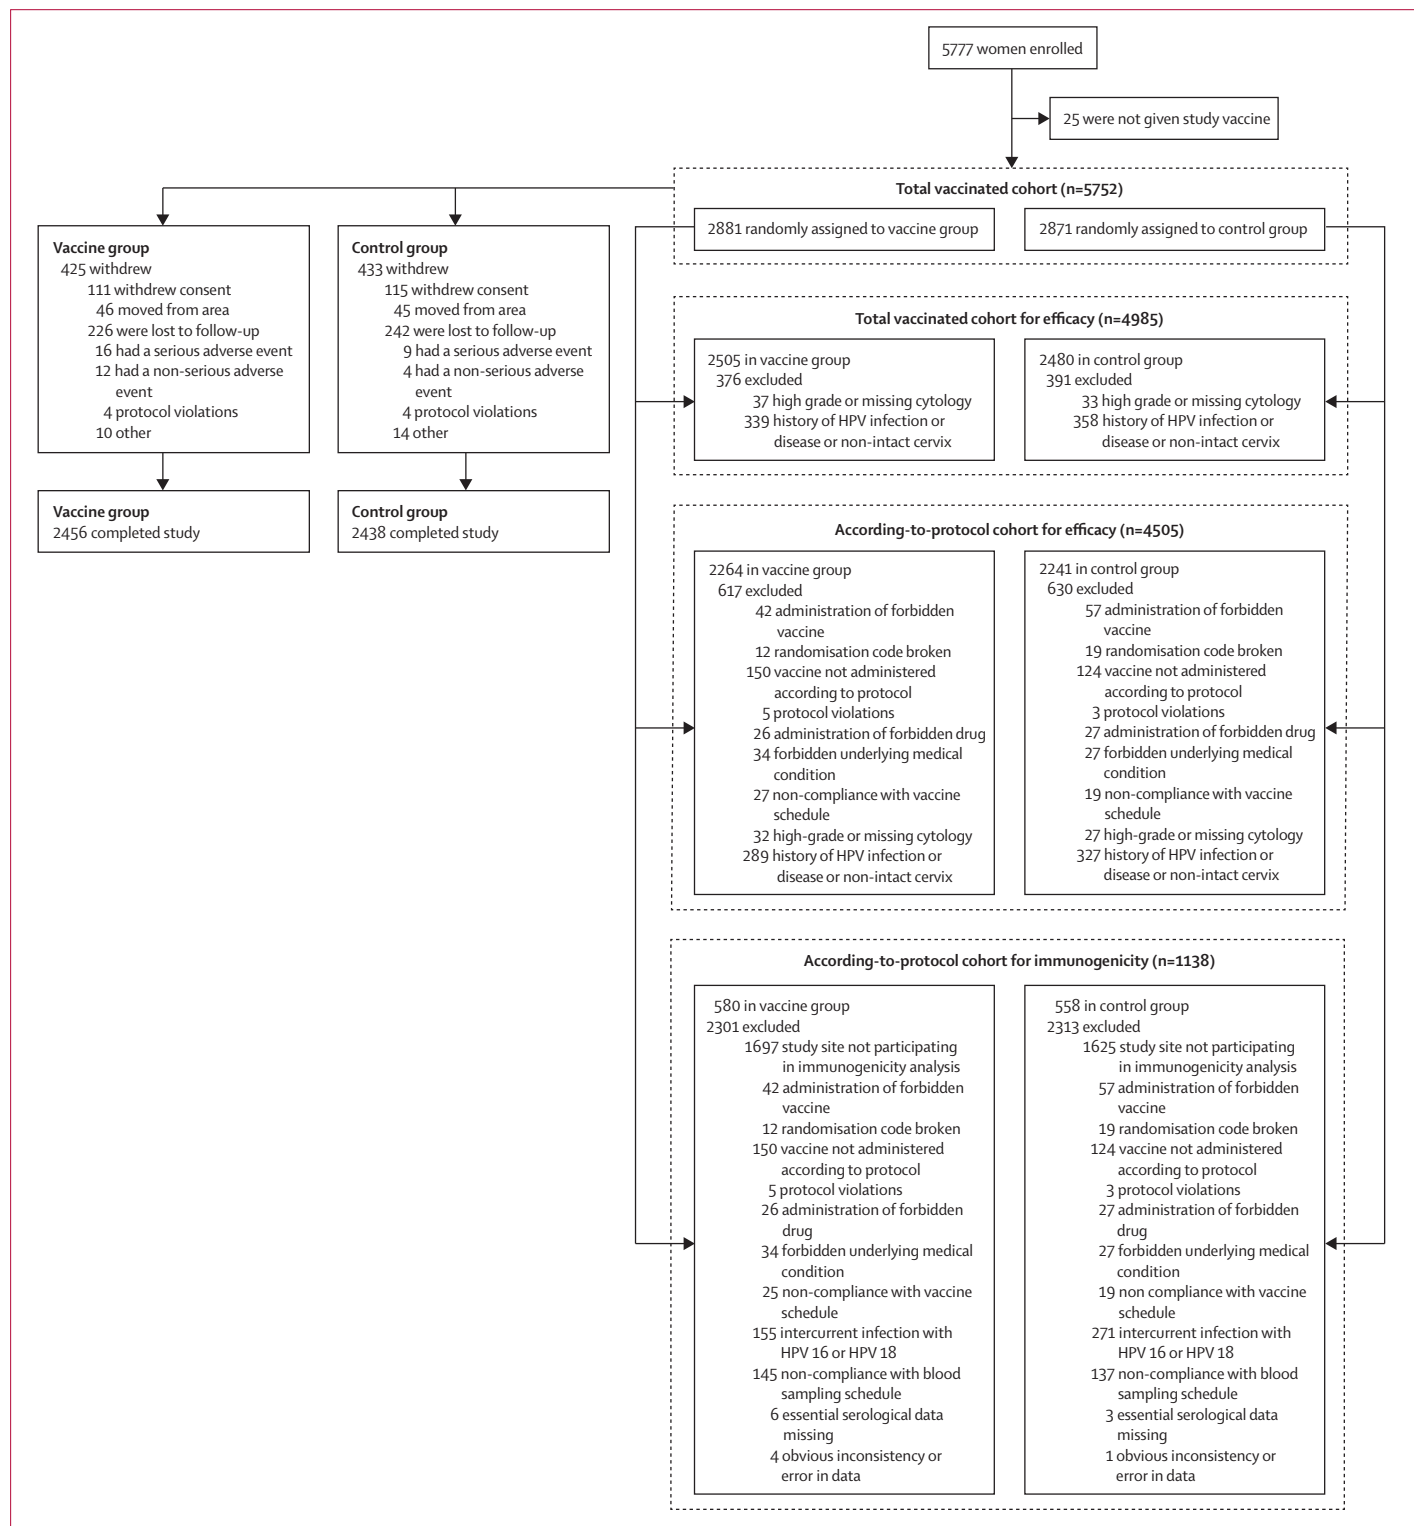 5777 women enrolled
25 were not given study vaccine
Total vaccinated cohort (n=5752)
2881 randomly assigned to vaccine group
2871 randomly assigned to control group
Vaccine group
425 withdrew
111 withdrew consent
46 moved from area
226 were lost to follow-up
16 had a serious adverse event
12 had a non-serious adverse
event
4 protocol violations
10 other
Control group
433 withdrew
115 withdrew consent
45 moved from area
242 were lost to follow-up
9 had a serious adverse event
4 had a non-serious adverse
event
4 protocol violations
14 other
Vaccine group
2456 completed study
Control group
2438 completed study
Total vaccinated cohort for efficacy (n=4985)
2505 in vaccine group
376 excluded
37 high grade or missing cytology
339 history of HPV infection or
disease or non-intact cervix
2480 in control group
391 excluded
33 high grade or missing cytology
358 history of HPV infection or
disease or non-intact cervix
According-to-protocol cohort for efficacy (n=4505)
2264 in vaccine group
617 excluded
42 administration of forbidden
vaccine
12 randomisation code broken
150 vaccine not administered
according to protocol
5 protocol violations
26 administration of forbidden drug
34 forbidden underlying medical
condition
27 non-compliance with vaccine
schedule
32 high-grade or missing cytology
289 history of HPV infection or
disease or non-intact cervix
2241 in control group
630 excluded
57 administration of forbidden
vaccine
19 randomisation code broken
124 vaccine not administered
according to protocol
3 protocol violations
27 administration of forbidden drug
27 forbidden underlying medical
condition
19 non-compliance with vaccine
schedule
27 high-grade or missing cytology
327 history of HPV infection or
disease or non-intact cervix
According-to-protocol cohort for immunogenicity (n=1138)
580 in vaccine group
2301 excluded
1697 study site not participating
in immunogenicity analysis
42 administration of forbidden
vaccine
12 randomisation code broken
150 vaccine not administered
according to protocol
5 protocol violations
26 administration of forbidden
drug
34 forbidden underlying medical
condition
25 non-compliance with vaccine
schedule
155 intercurrent infection with
HPV 16 or HPV 18
145 non-compliance with blood
sampling schedule
6 essential serological data
missing
4 obvious inconsistency or
error in data
558 in control group
2313 excluded
1625 study site not participating
in immunogenicity analysis
57 administration of forbidden
vaccine
19 randomisation code broken
124 vaccine not administered
according to protocol
3 protocol violations
27 administration of forbidden
drug
27 forbidden underlying medical
condition
19 non compliance with vaccine
schedule
271 intercurrent infection with
HPV 16 or HPV 18
137 non-compliance with blood
sampling schedule
3 essential serological data
missing
1 obvious inconsistency or
error in data